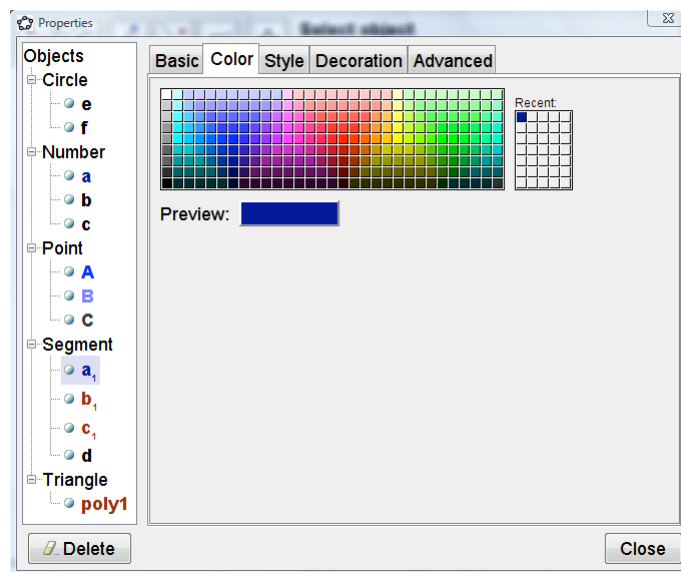 Properties
Select object
Objects
Circle
e
f
Number
a
b
c
Point
A
B
C
Segment
a1
b1
c1
d
Triangle
poly1
Delete
Basic Color Style Decoration Advanced
Recent:
Preview:
Close